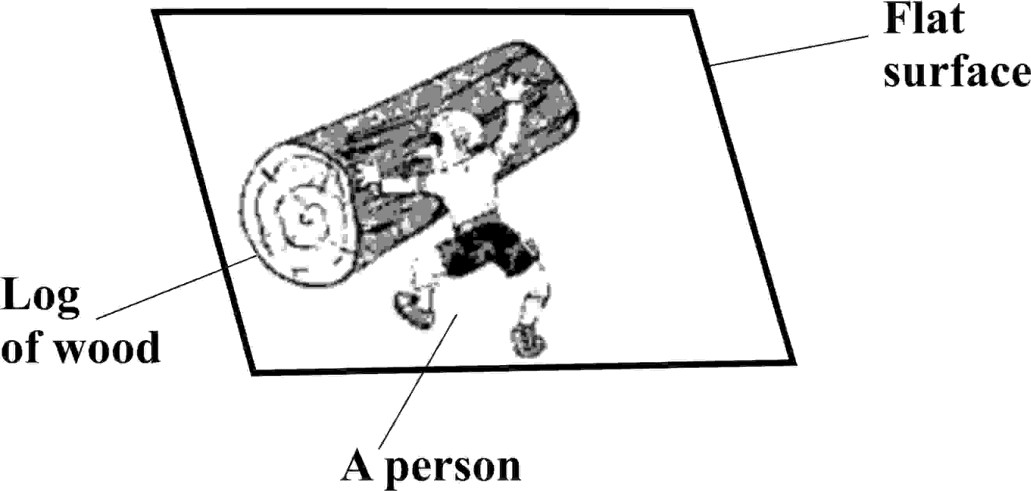 Flat
surface
Log
of wood
A person